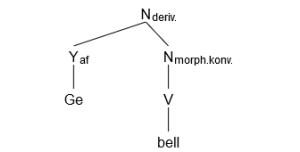 Nderiv.
Yaf Nmorph.konv.
Ge V
bell